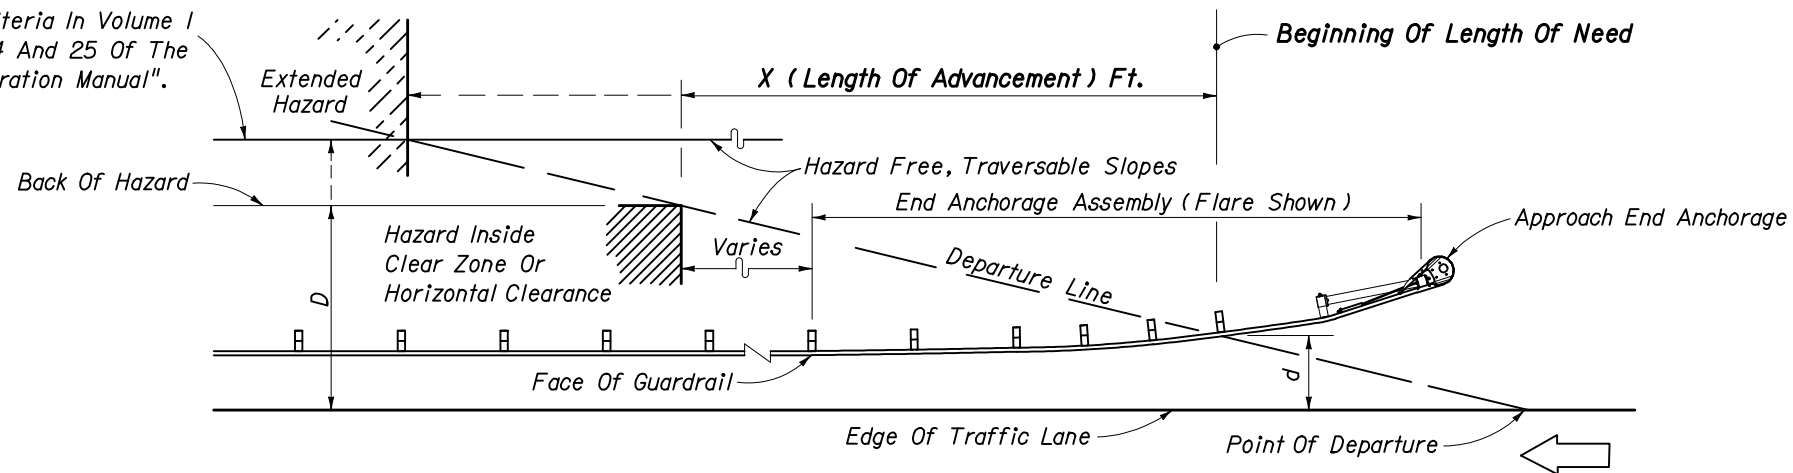 teria In Volume I
And 25 Of The
ration Manual".
Extended
Hazard
X (Length Of Advancement) Ft.
Beginning Of Length Of Need
Back Of Hazard
Hazard Free, Traversable Slopes
End Anchorage Assembly (Flare Shown)
Approach End Anchorage
Hazard Inside
Clear Zone Or
Horizontal Clearance
Varies
Departure Line
D
d
Face Of Guardrail
Edge Of Traffic Lane
Point Of Departure